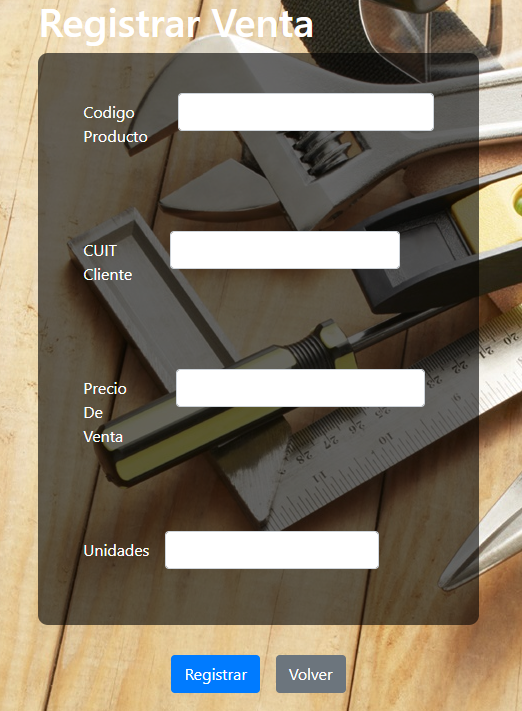 Registrar Venta
Codigo
Producto
CUIT
Cliente
Precio
De
Venta
Unidades
Registrar
Volver